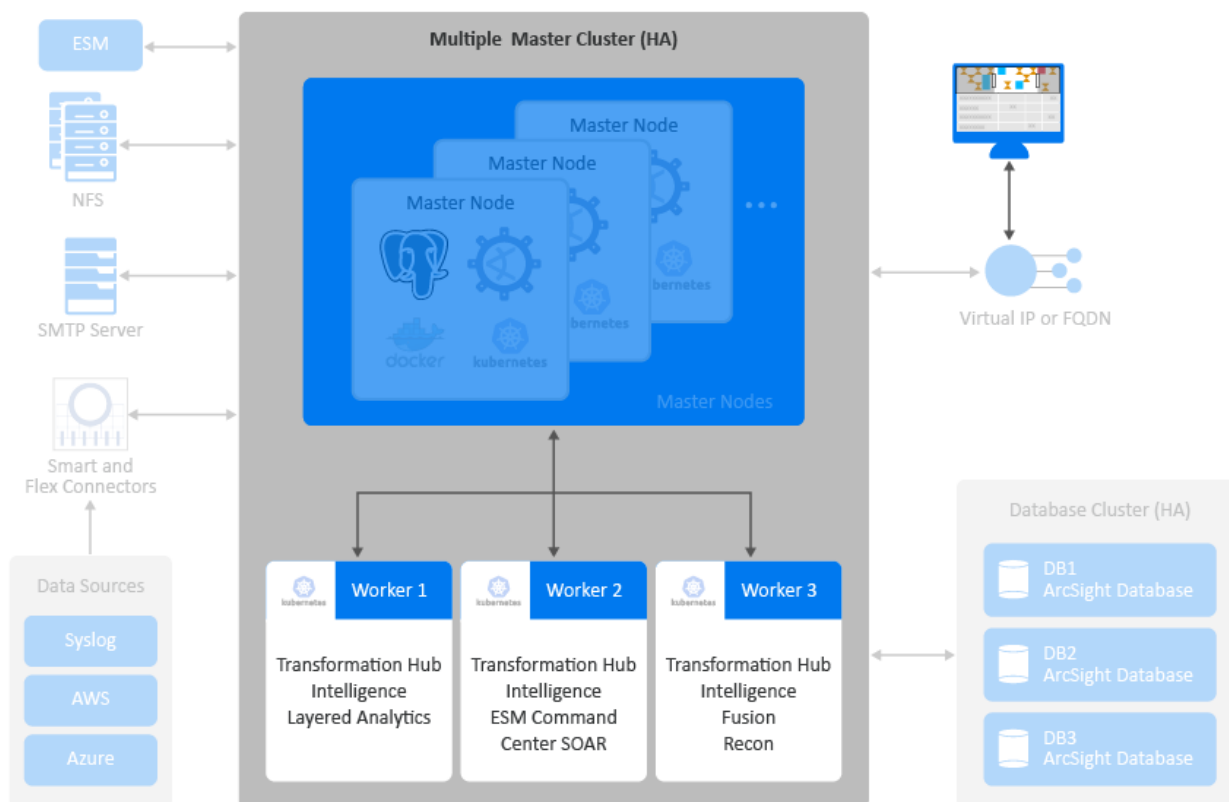 ESM
NFS
SMTP Server
Smart and
Flex Connectors
Data Sources
Syslog
AWS
Azure
Multiple Master Cluster (HA)
Master Node
Master Node
Master Node
docker
kubernetes
bernetes
bernetes
...
Master Nodes
kubernetes
Worker 1
Transformation Hub
Intelligence
Layered Analytics
kubernetes
Worker 2
Transformation Hub
Intelligence
ESM Command
Center SOAR
kubernetes
Worker 3
Transformation Hub
Intelligence
Fusion
Recon
Virtual IP or FQDN
Database Cluster (HA)
DB1
ArcSight Database
DB2
ArcSight Database
DB3
ArcSight Database